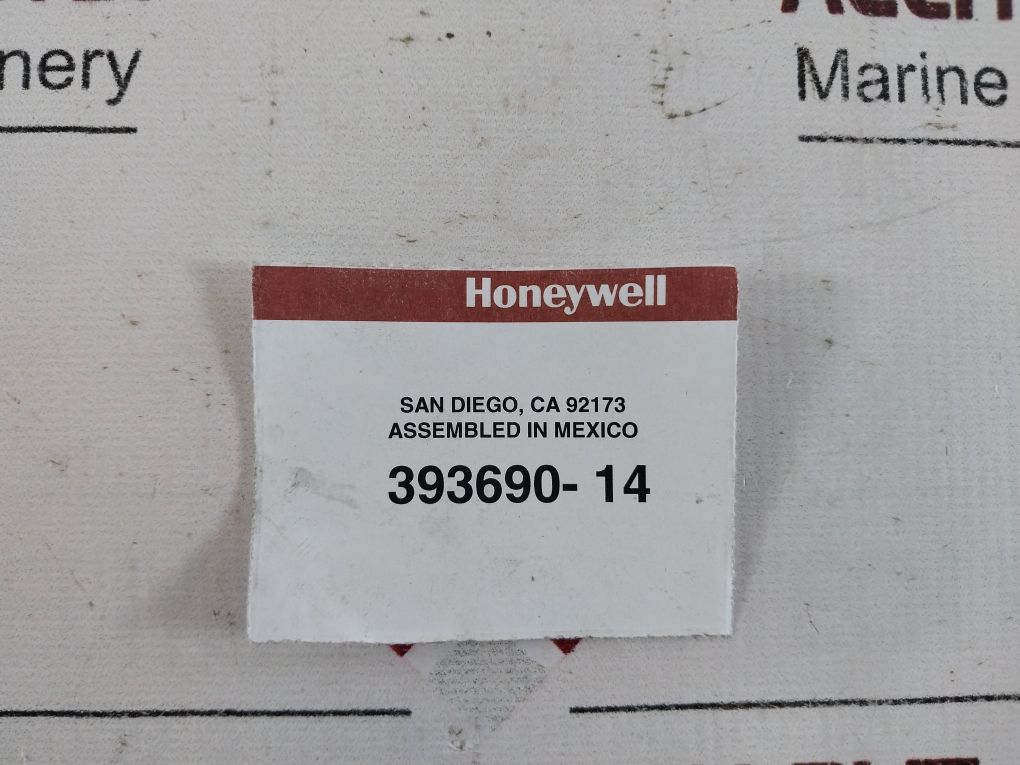 nery
Marine
Honeywell
SAN DIEGO, CA 92173
ASSEMBLED IN MEXICO
393690- 14